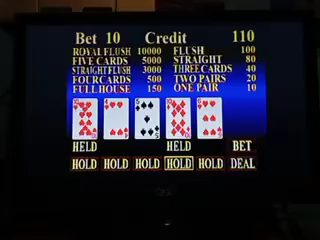 Bet 10 Credit 110
ROYAL FLUSH 10000 FLUSH 100
FIVE CARDS 5000 STRAIGHT 80
STRAIGHT FLUSH 3000 THREE CARDS 40
FOUR CARDS 500 TWO PAIRS 20
FULL HOUSE 150 ONE PAIR 10
HELD HELD BET
HOLD HOLD HOLD HOLD HOLD DEAL